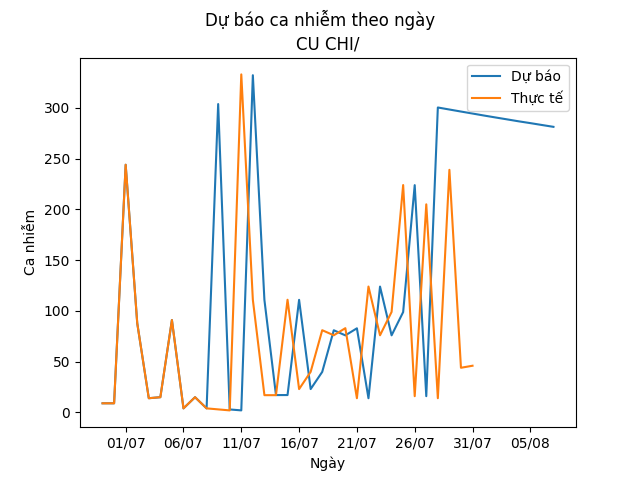 Dự báo ca nhiễm theo ngày
CU CHI/
Dự báo
Thực tế
300
250
200
150
100
50
0
Ca nhiễm
01/07 06/07 11/07 16/07 21/07 26/07 31/07 05/08
Ngày